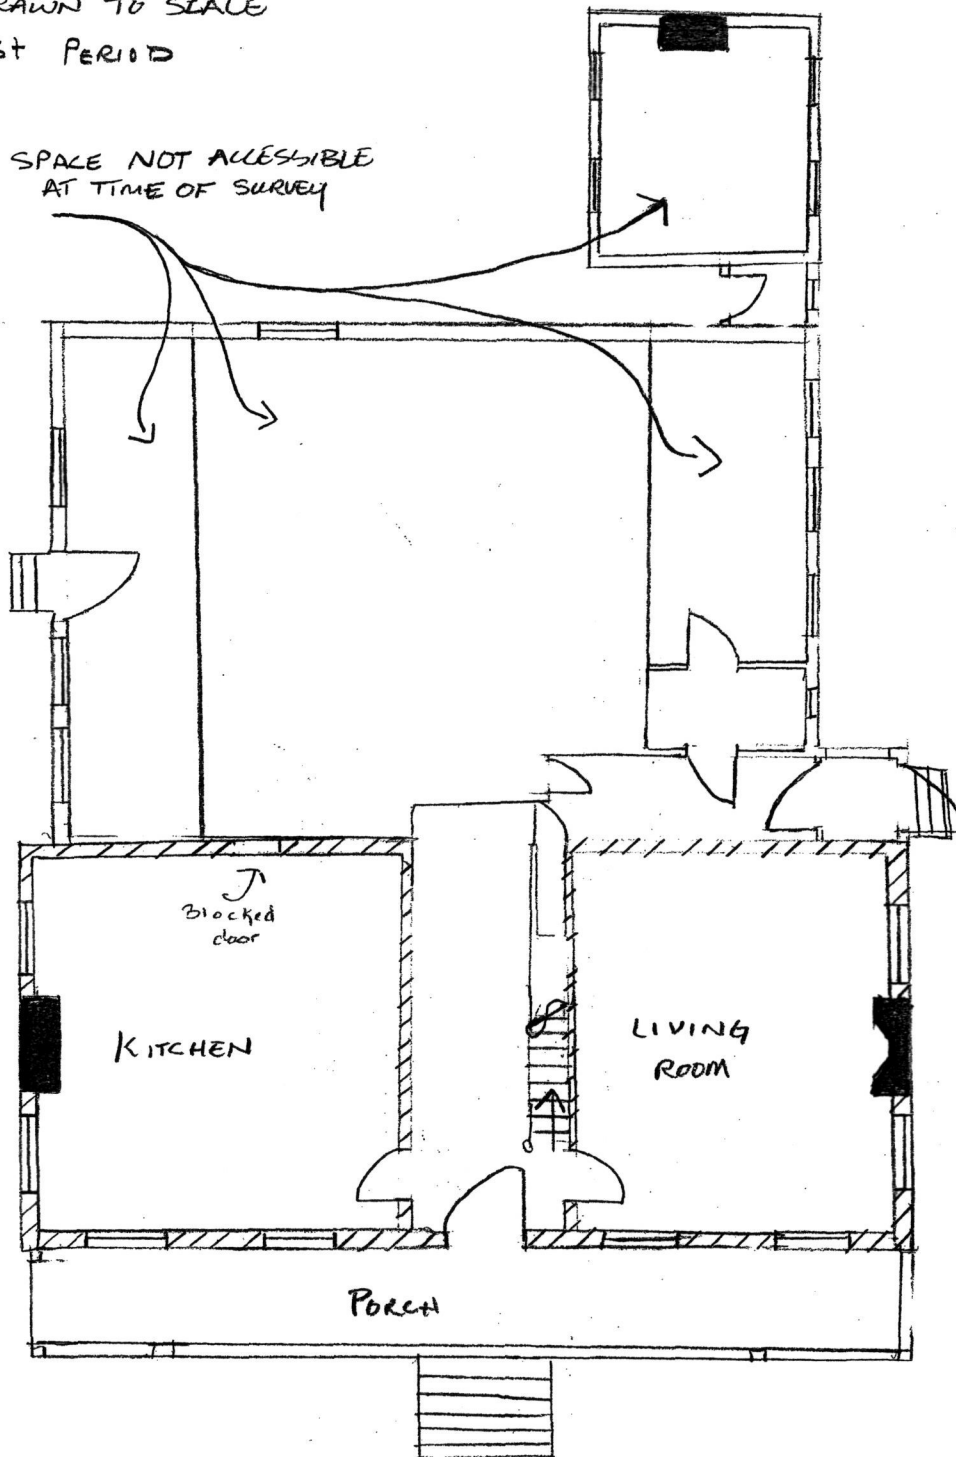 TO SCALE
PERIOD
SPACE NOT ACCESSIBLE
AT TIME OF SURVEY
Blocked
door
KITCHEN
LIVING
ROOM
PORCH